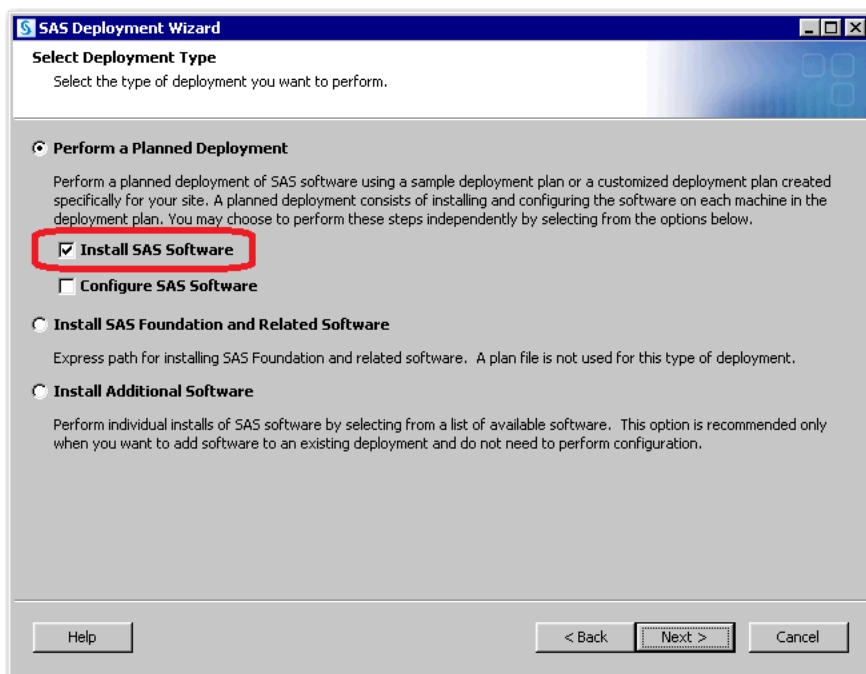 SAS Deployment Wizard
Select Deployment Type
Select the type of deployment you want to perform.
Perform a Planned Deployment
Perform a planned deployment of SAS software using a sample deployment plan or a customized deployment plan created
specifically for your site. A planned deployment consists of installing and configuring the software on each machine in the
deployment plan. You may choose to perform these steps independently by selecting from the options below.
Install SAS Software
Configure SAS Software
Install SAS Foundation and Related Software
Express path for installing SAS Foundation and related software. A plan file is not used for this type of deployment.
Install Additional Software
Perform individual installs of SAS software by selecting from a list of available software. This option is recommended only
when you want to add software to an existing deployment and do not need to perform configuration.
Help
< Back
Next >
Cancel